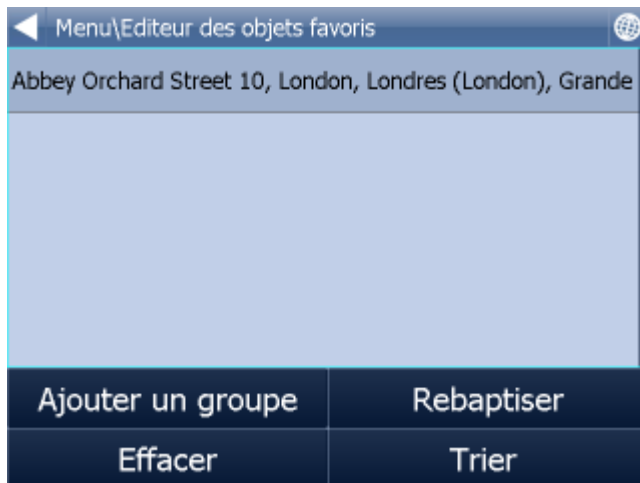 Menu\Editeur des objets favoris
Abbey Orchard Street 10, London, Londres (London), Grande
Ajouter un groupe
Rebaptiser
Effacer
Trier